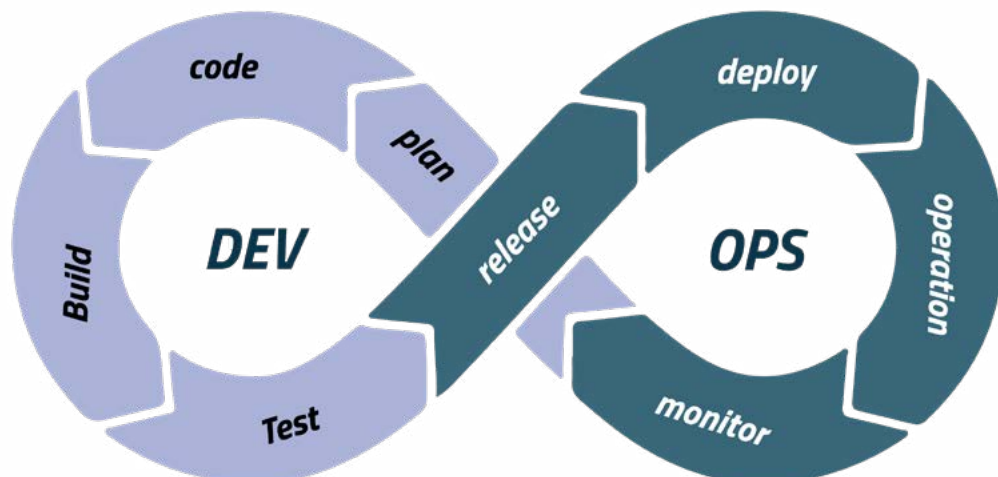 code
deploy
plan
operation
DEV
release
OPS
Build
Test
monitor